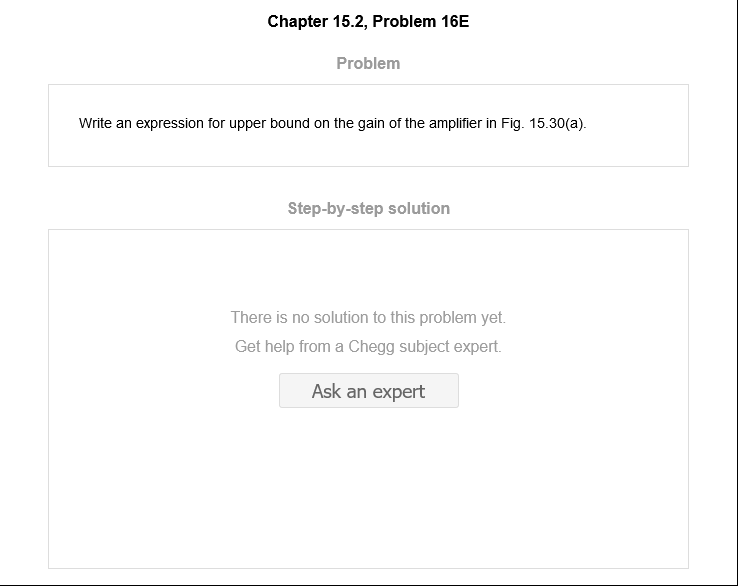 Chapter 15.2, Problem 16E
Problem
Write an expression for upper bound on the gain of the amplifier in Fig. 15.30(a).
Step-by-step solution
There is no solution to this problem yet.
Get help from a Chegg subject expert.
Ask an expert